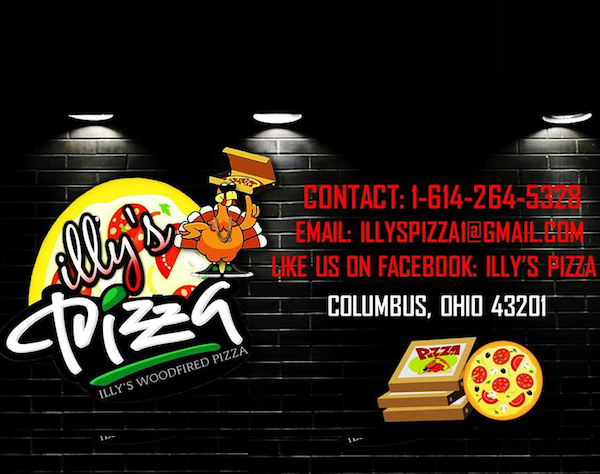 illy's
Pizza
ILLY'S WOODFIRED PIZZA
CONTACT: 1-614-264-5328
EMAIL: ILLYSPIZZA1@GMAIL.COM
LIKE US ON FACEBOOK: ILLY'S PIZZA
COLUMBUS, OHIO 43201
PIZZA